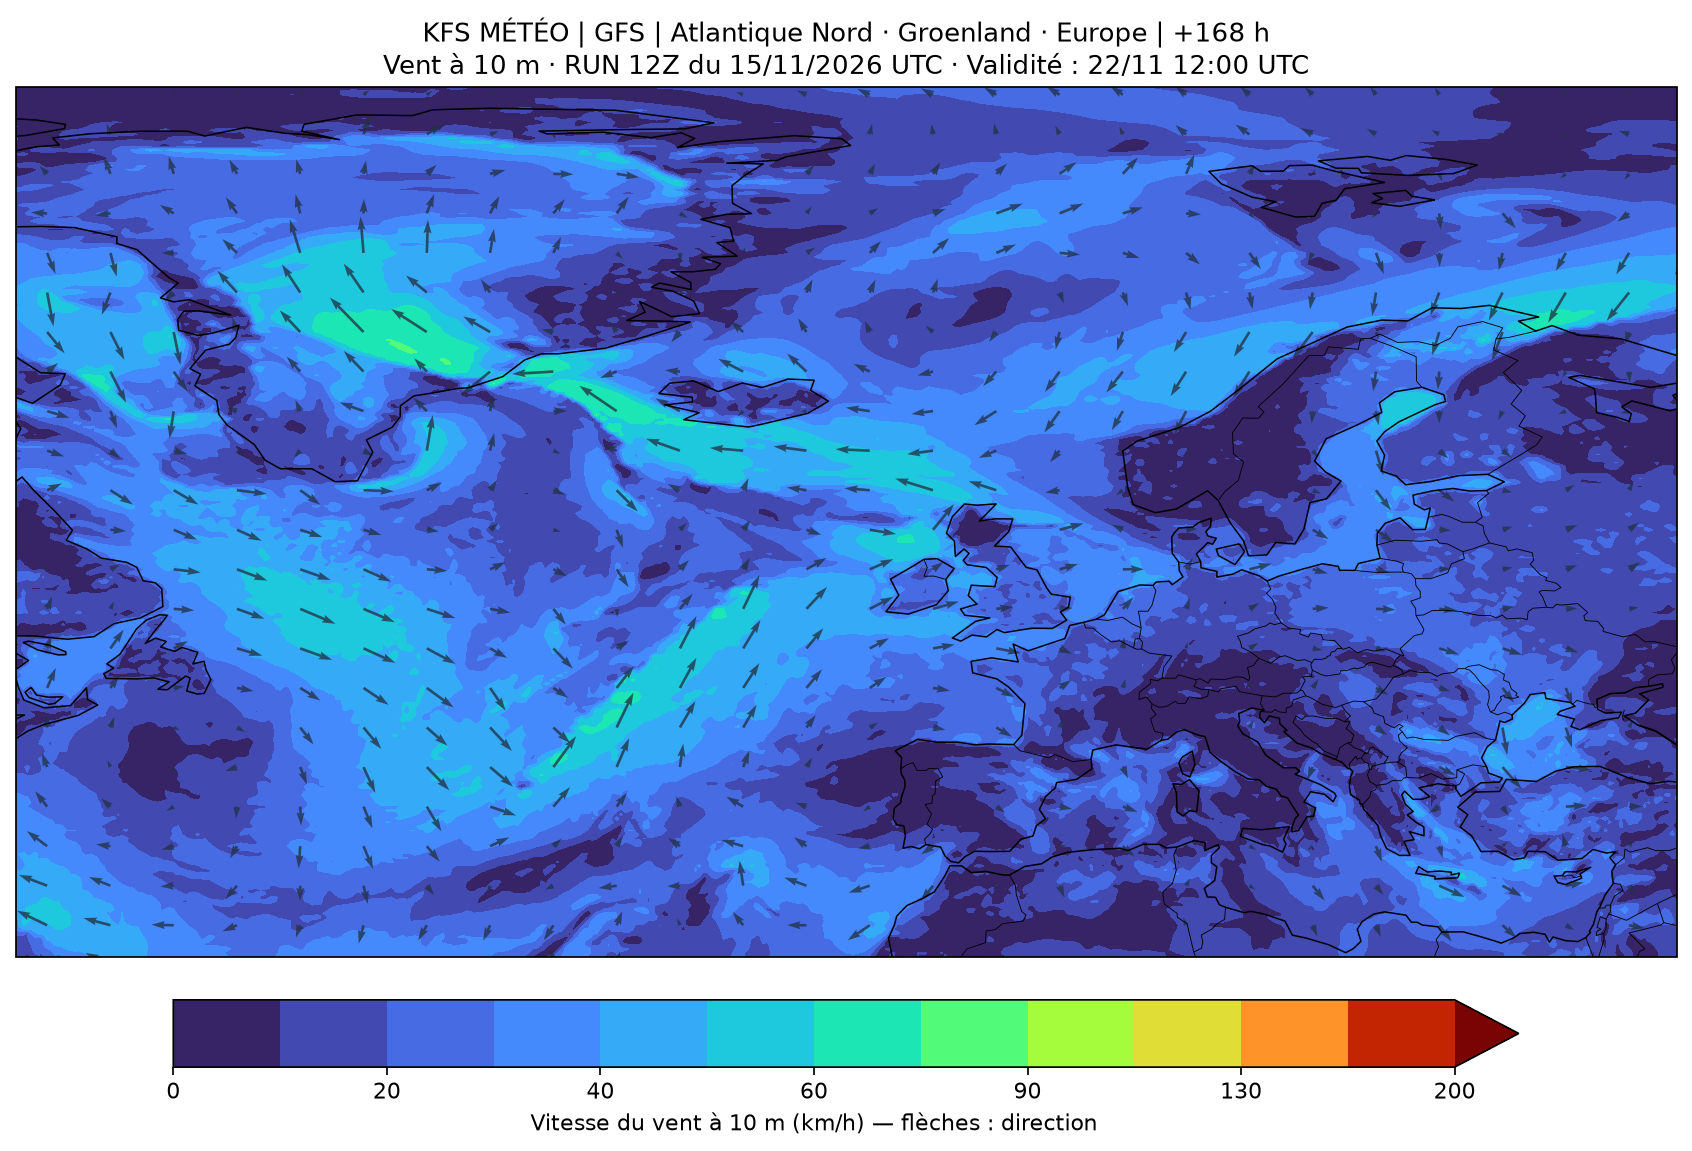 KFS MÉTÉO | GFS | Atlantique Nord · Groenland · Europe | +168 h
Vent à 10 m · RUN 12Z du 15/11/2026 UTC · Validité : 22/11 12:00 UTC
0 20 40 60 90 130 200
Vitesse du vent à 10 m (km/h) — flèches : direction